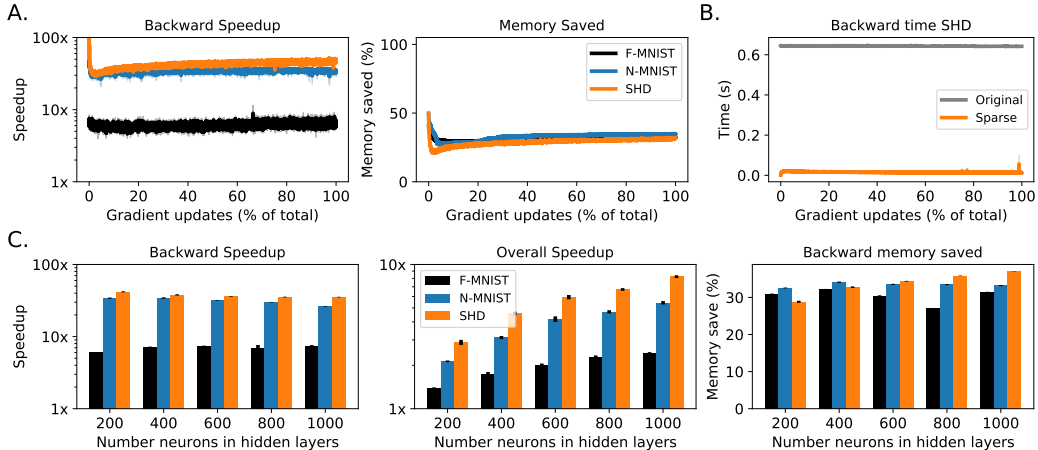 A.
Backward Speedup
100x
10x
1x
Speedup
0 20 40 60 80 100
Gradient updates (% of total)
Memory Saved
100
50
0
Memory saved (%)
F-MNIST
N-MNIST
SHD
0 20 40 60 80 100
Gradient updates (% of total)
B.
Backward time SHD
0.6
0.4
0.2
0.0
Time (s)
Original
Sparse
0 20 40 60 80 100
Gradient updates (% of total)
C.
Backward Speedup
100x
10x
1x
Speedup
200 400 600 800 1000
Number neurons in hidden layers
Overall Speedup
10x
1x
F-MNIST
N-MNIST
SHD
200 400 600 800 1000
Number neurons in hidden layers
Backward memory saved
30
20
10
0
Memory save (%)
200 400 600 800 1000
Number neurons in hidden layers